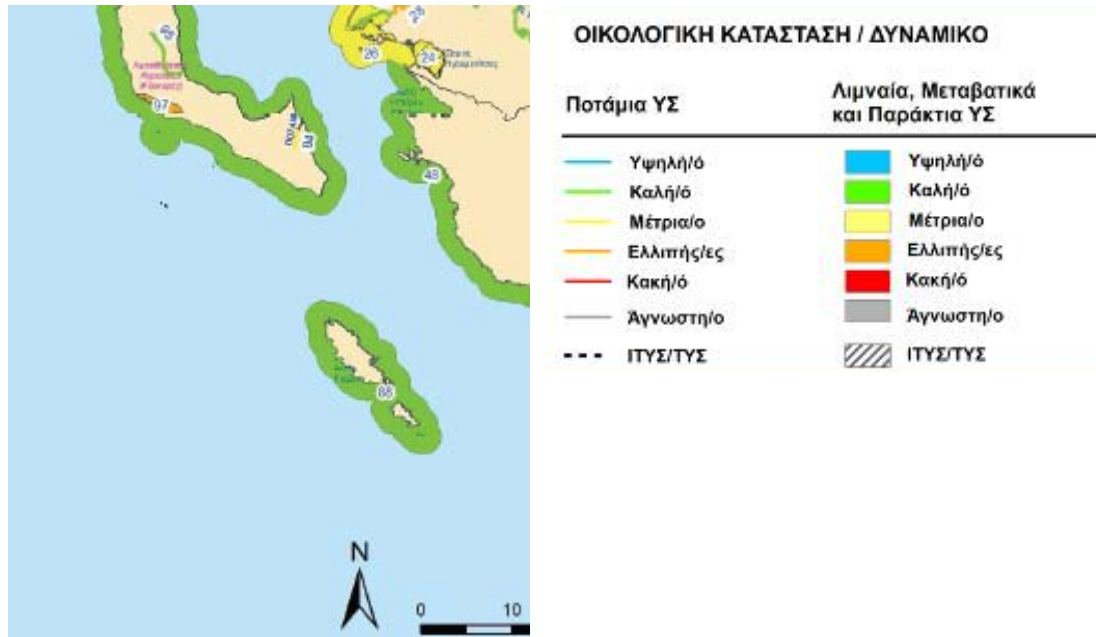 26
24
97
ΠΟΤΑΜΙ
48
88
N
0 10
ΟΙΚΟΛΟΓΙΚΗ ΚΑΤΑΣΤΑΣΗ / ΔΥΝΑΜΙΚΟ
Ποτάμια ΥΣ
Λιμναία, Μεταβατικά
και Παράκτια ΥΣ
Υψηλή/ό Υψηλή/ό
Καλή/ό Καλή/ό
Μέτρια/ο Μέτρια/ο
Ελλιπής/ες Ελλιπής/ες
Κακή/ό Κακή/ό
Άγνωστη/ο Άγνωστη/ο
ΙΤΥΣ/ΤΥΣ ΙΤΥΣ/ΤΥΣ